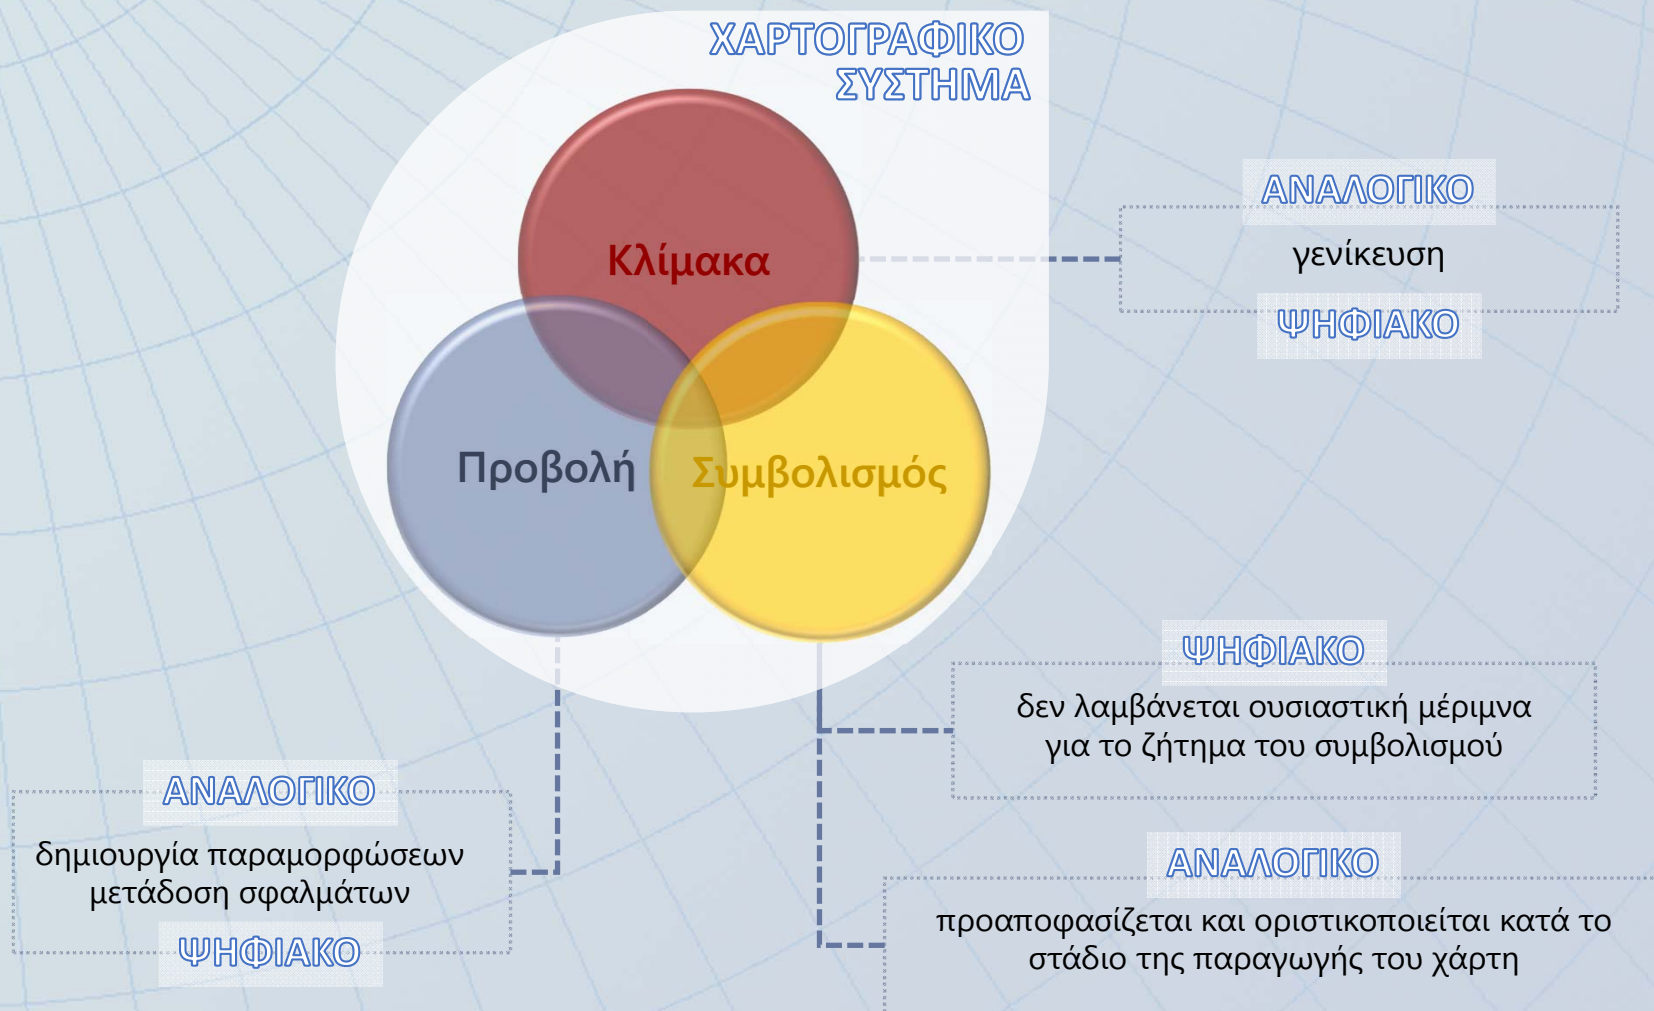 ΧΑΡΤΟΓΡΑΦΙΚΟ
ΣΥΣΤΗΜΑ
Κλίμακα
Προβολή
Συμβολισμός
ΑΝΑΛΟΓΙΚΟ
γενίκευση
ΨΗΦΙΑΚΟ
ΨΗΦΙΑΚΟ
δεν λαμβάνεται ουσιαστική μέριμνα
για το ζήτημα του συμβολισμού
ΑΝΑΛΟΓΙΚΟ
προαποφασίζεται και οριστικοποιείται κατά το
στάδιο της παραγωγής του χάρτη
ΑΝΑΛΟΓΙΚΟ
δημιουργία παραμορφώσεων
μετάδοση σφαλμάτων
ΨΗΦΙΑΚΟ